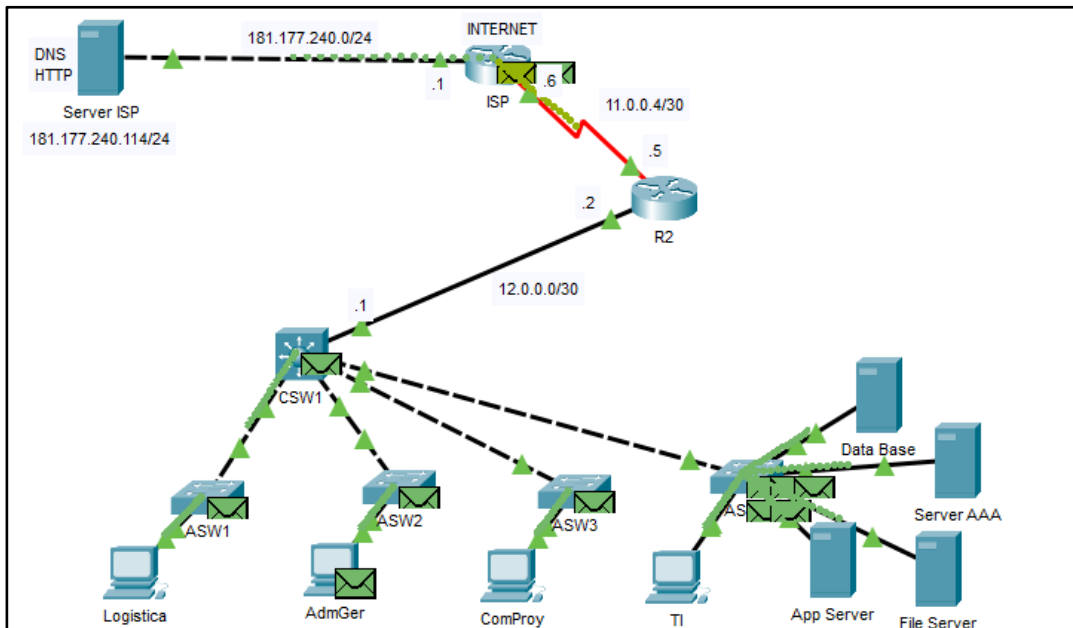 INTERNET
181.177.240.0/24
DNS
HTTP
.1
.6
ISP
Server ISP
11.0.0.4/30
181.177.240.114/24
.5
.2
R2
12.0.0.0/30
.1
CSW1
Data Base
ASW1
ASW2
ASW3
AS
Server AAA
Logistica
AdmGer
ComProy
TI
App Server
File Server